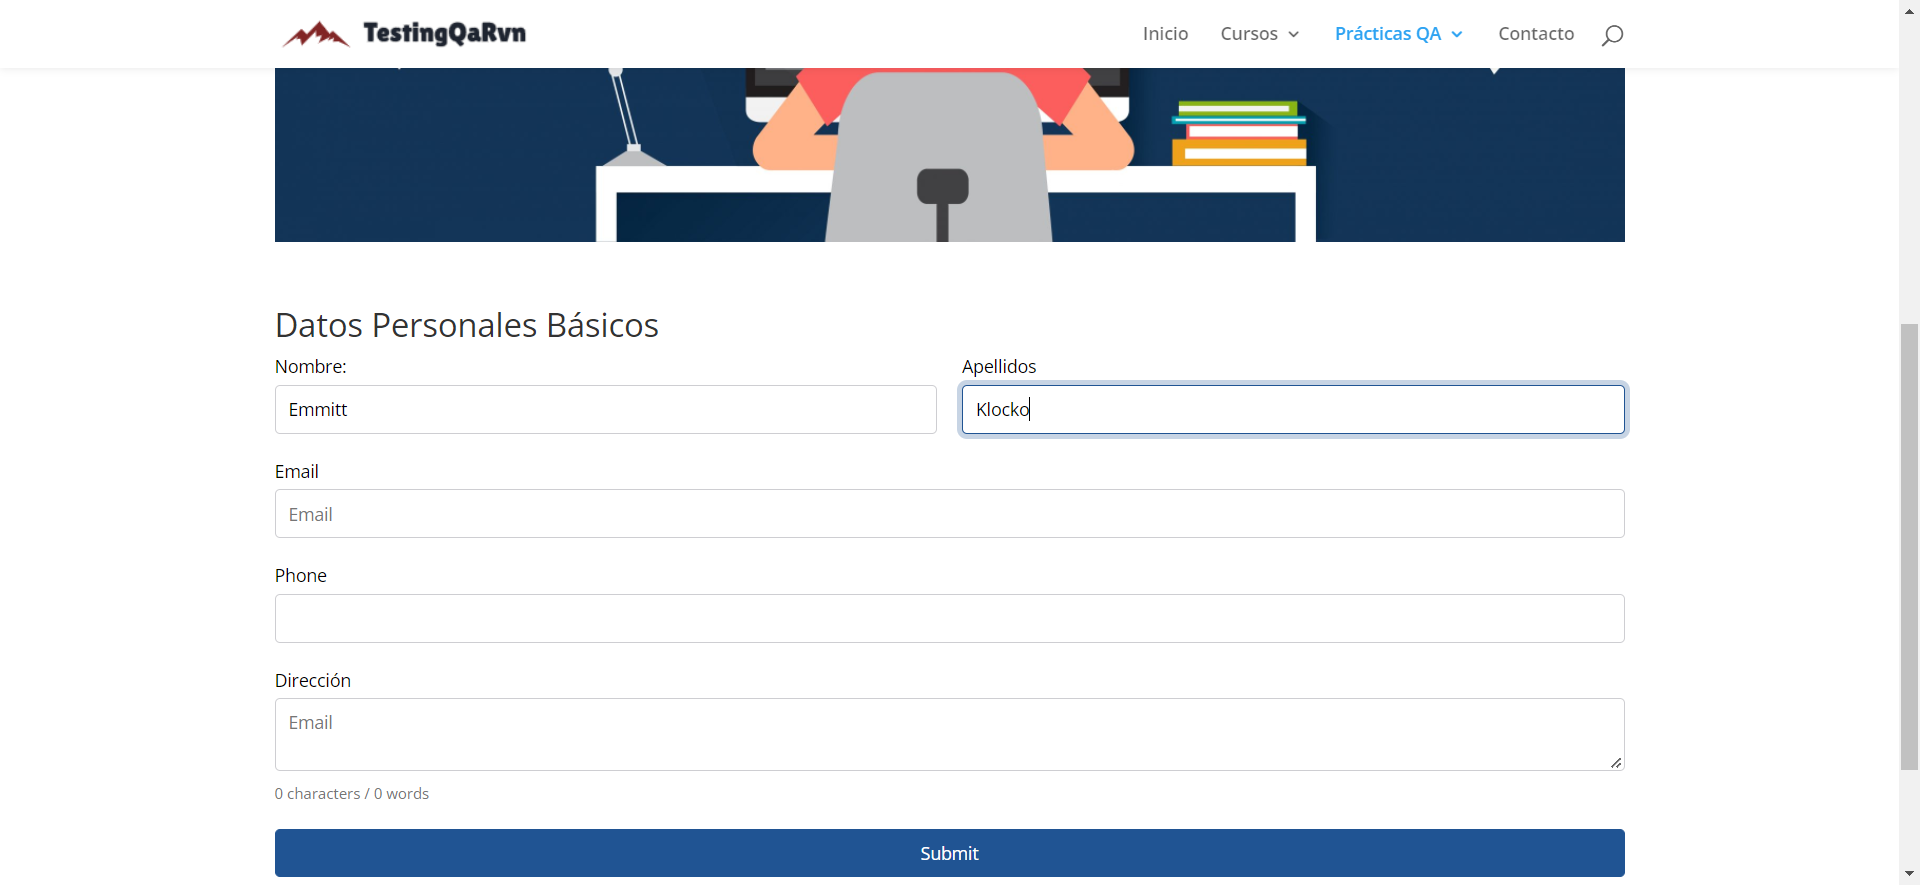 TestingQaRvn
Inicio Cursos Prácticas QA Contacto
Datos Personales Básicos
Nombre: Apellidos
Emmitt Klocko
Email
Email
Phone
Dirección
Email
0 characters / 0 words
Submit